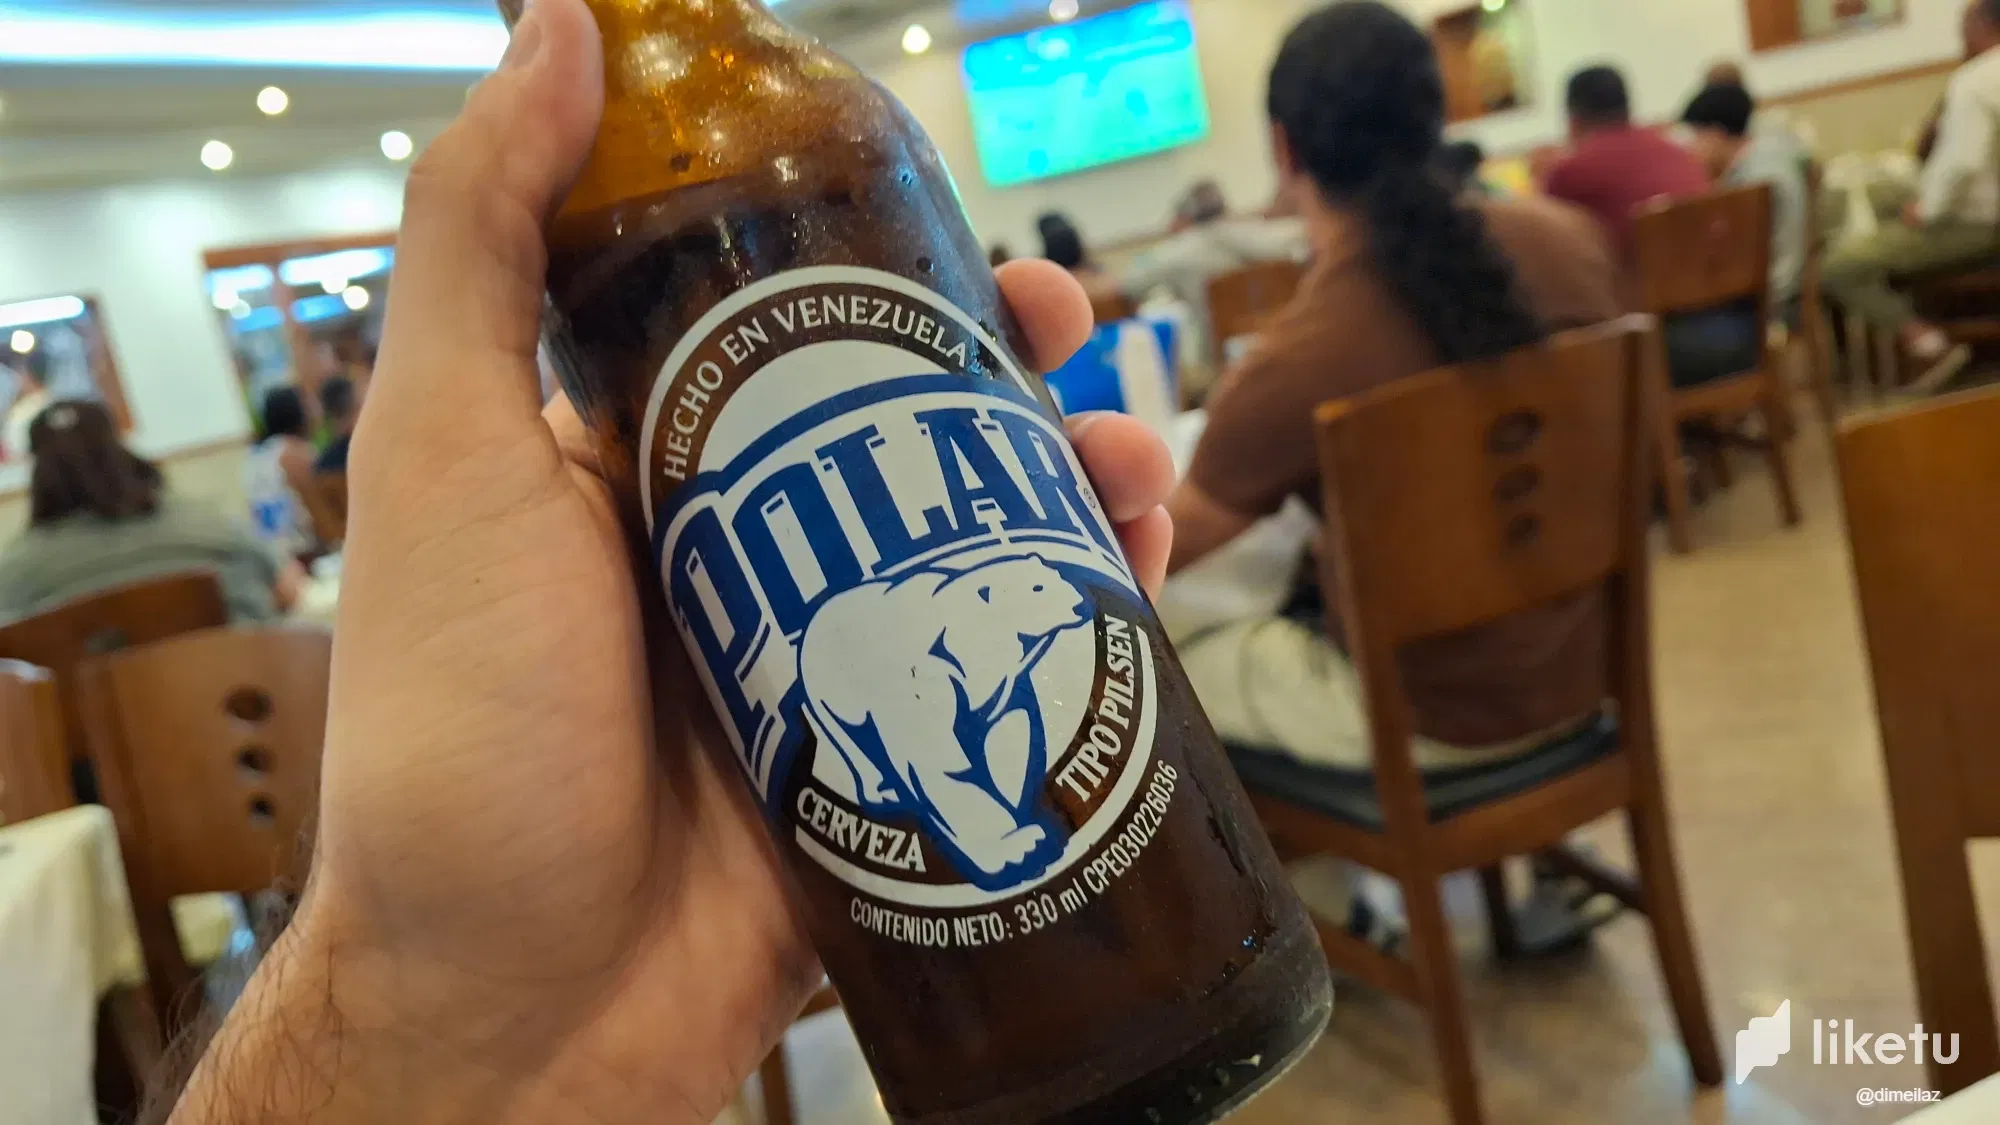 HECHO EN VENEZUELA
POLAR
®
CERVEZA
TIPO PILSEN
CONTENIDO NETO: 330 ml CPE030226036
liketu
@dimeilaz